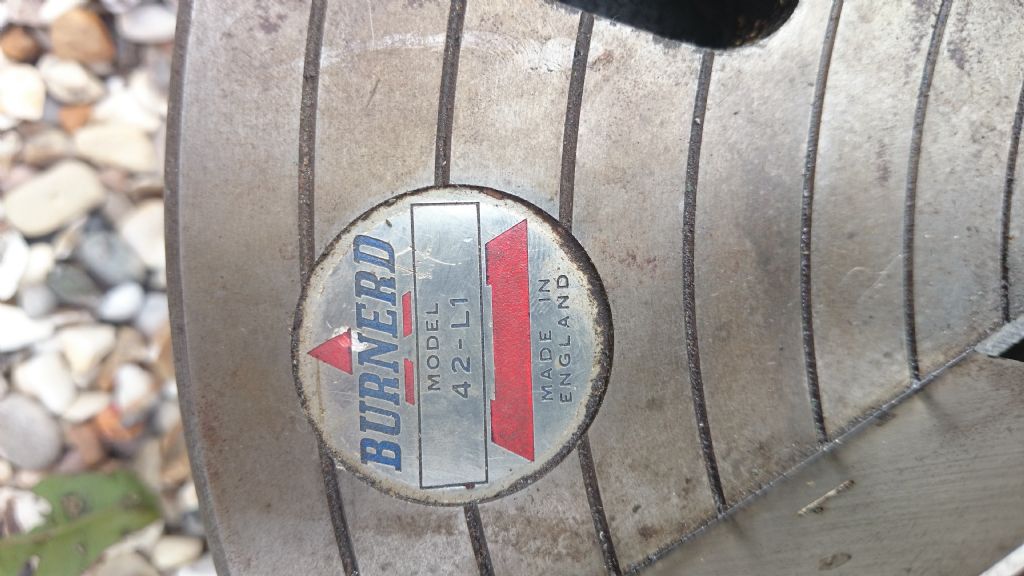 BURNERD
MODEL
42-L1
MADE IN
ENGLAND